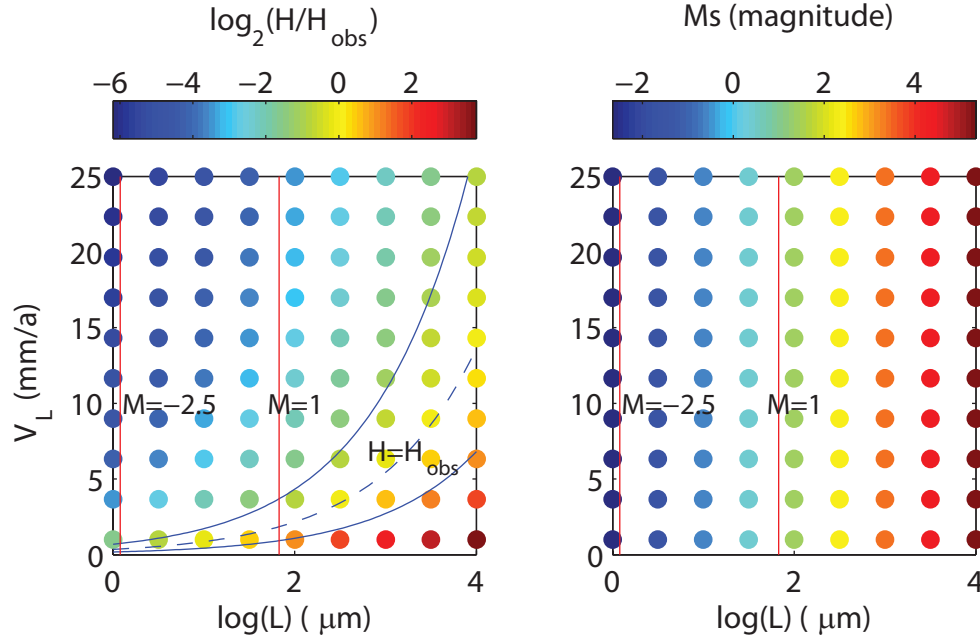 log2(H/Hobs)
−6 −4 −2 0 2
25
20
15
10
5
0
V_L (mm/a)
M=−2.5
M=1
H=Hobs
0 2 4
log(L) ( μm)
Ms (magnitude)
−2 0 2 4
25
20
15
10
5
0
M=−2.5
M=1
0 2 4
log(L) ( μm)